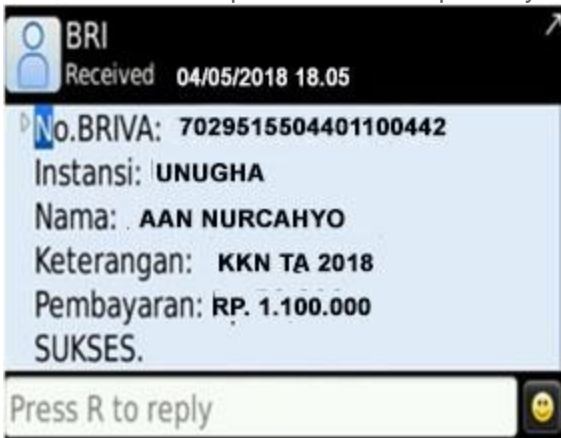 BRI
Received 04/05/2018 18.05
No.BRIVA: 7029515504401100442
Instansi: UNUGHA
Nama: AAN NURCAHYO
Keterangan: KKN TA 2018
Pembayaran: RP. 1.100.000
SUKSES.
Press R to reply